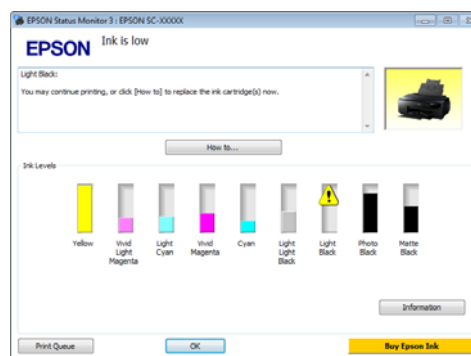 EPSON Status Monitor 3 : EPSON SC-XXXXX
EPSON
Ink is low
Light Black:
You may continue printing, or click [How to] to replace the ink cartridge(s) now.
How to...
Ink Levels
Yellow
Vivid
Light
Magenta
Light
Cyan
Vivid
Magenta
Cyan
Light
Light
Black
Light
Black
Photo
Black
Matte
Black
Information
Print Queue
OK
Buy Epson Ink